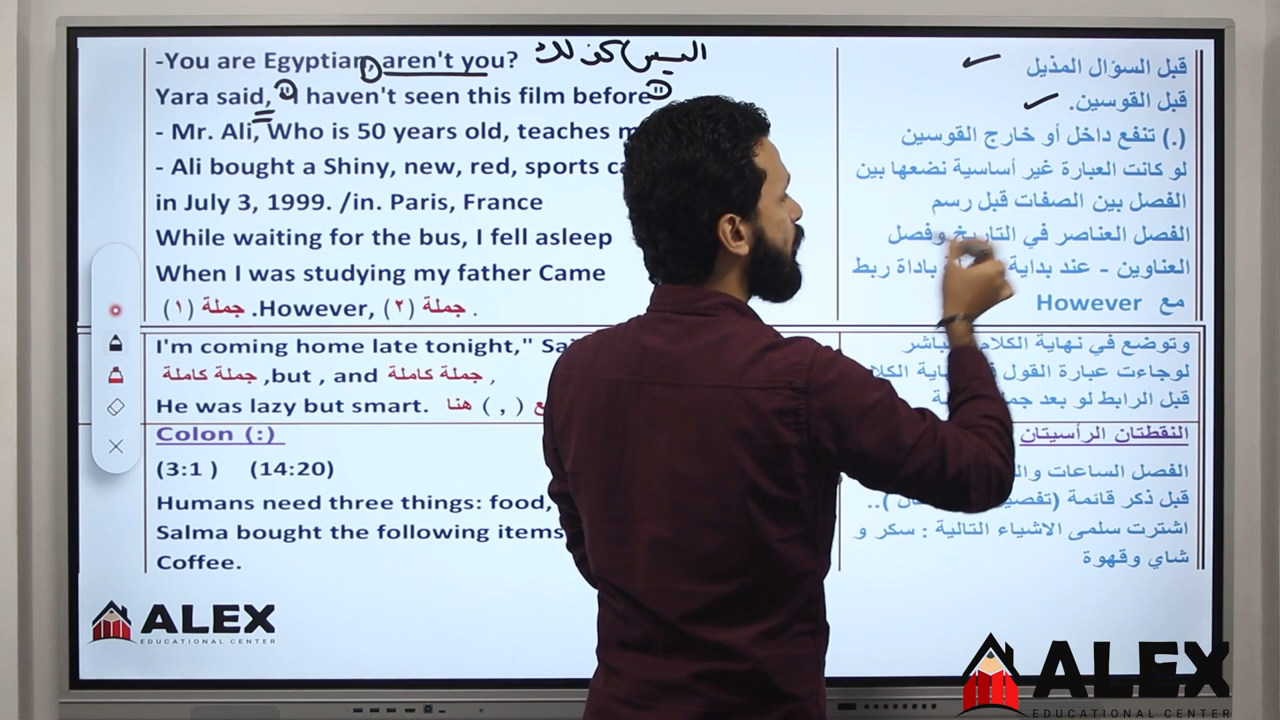 -You are Egyptian, aren't you? اليس كذلك قبل السؤال المذيل
Yara said, "I haven't seen this film before" قبل القوسين.
- Mr. Ali, Who is 50 years old, teaches (.) تنفع داخل أو خارج القوسين
- Ali bought a Shiny, new, red, sports لو كانت العبارة غير أساسية نضعها بين
in July 3, 1999. /in. Paris, France الفصل بين الصفات قبل رسم
While waiting for the bus, I fell asleep الفصل العناصر في التاريخ وفصل
When I was studying my father Came العناوين - عند بداية باداة ربط
جملة (١) .However, جملة (٢) . مع However
I'm coming home late tonight," وتوضع في نهاية الكلام
جملة كاملة ,but , and جملة كاملة , لوجاءت عبارة القول
He was lazy but smart. هنا ( , ) قبل الرابط لو بعد
Colon (:) النقطتان الرأسيتان
(3:1 ) (14:20) الفصل الساعات
Humans need three things: food, قبل ذكر قائمة
Salma bought the following items اشترت سلمى الاشياء التالية : سكر و
Coffee. شاي وقهوة
ALEX
EDUCATIONAL CENTER
ALEX
EDUCATIONAL CENTER